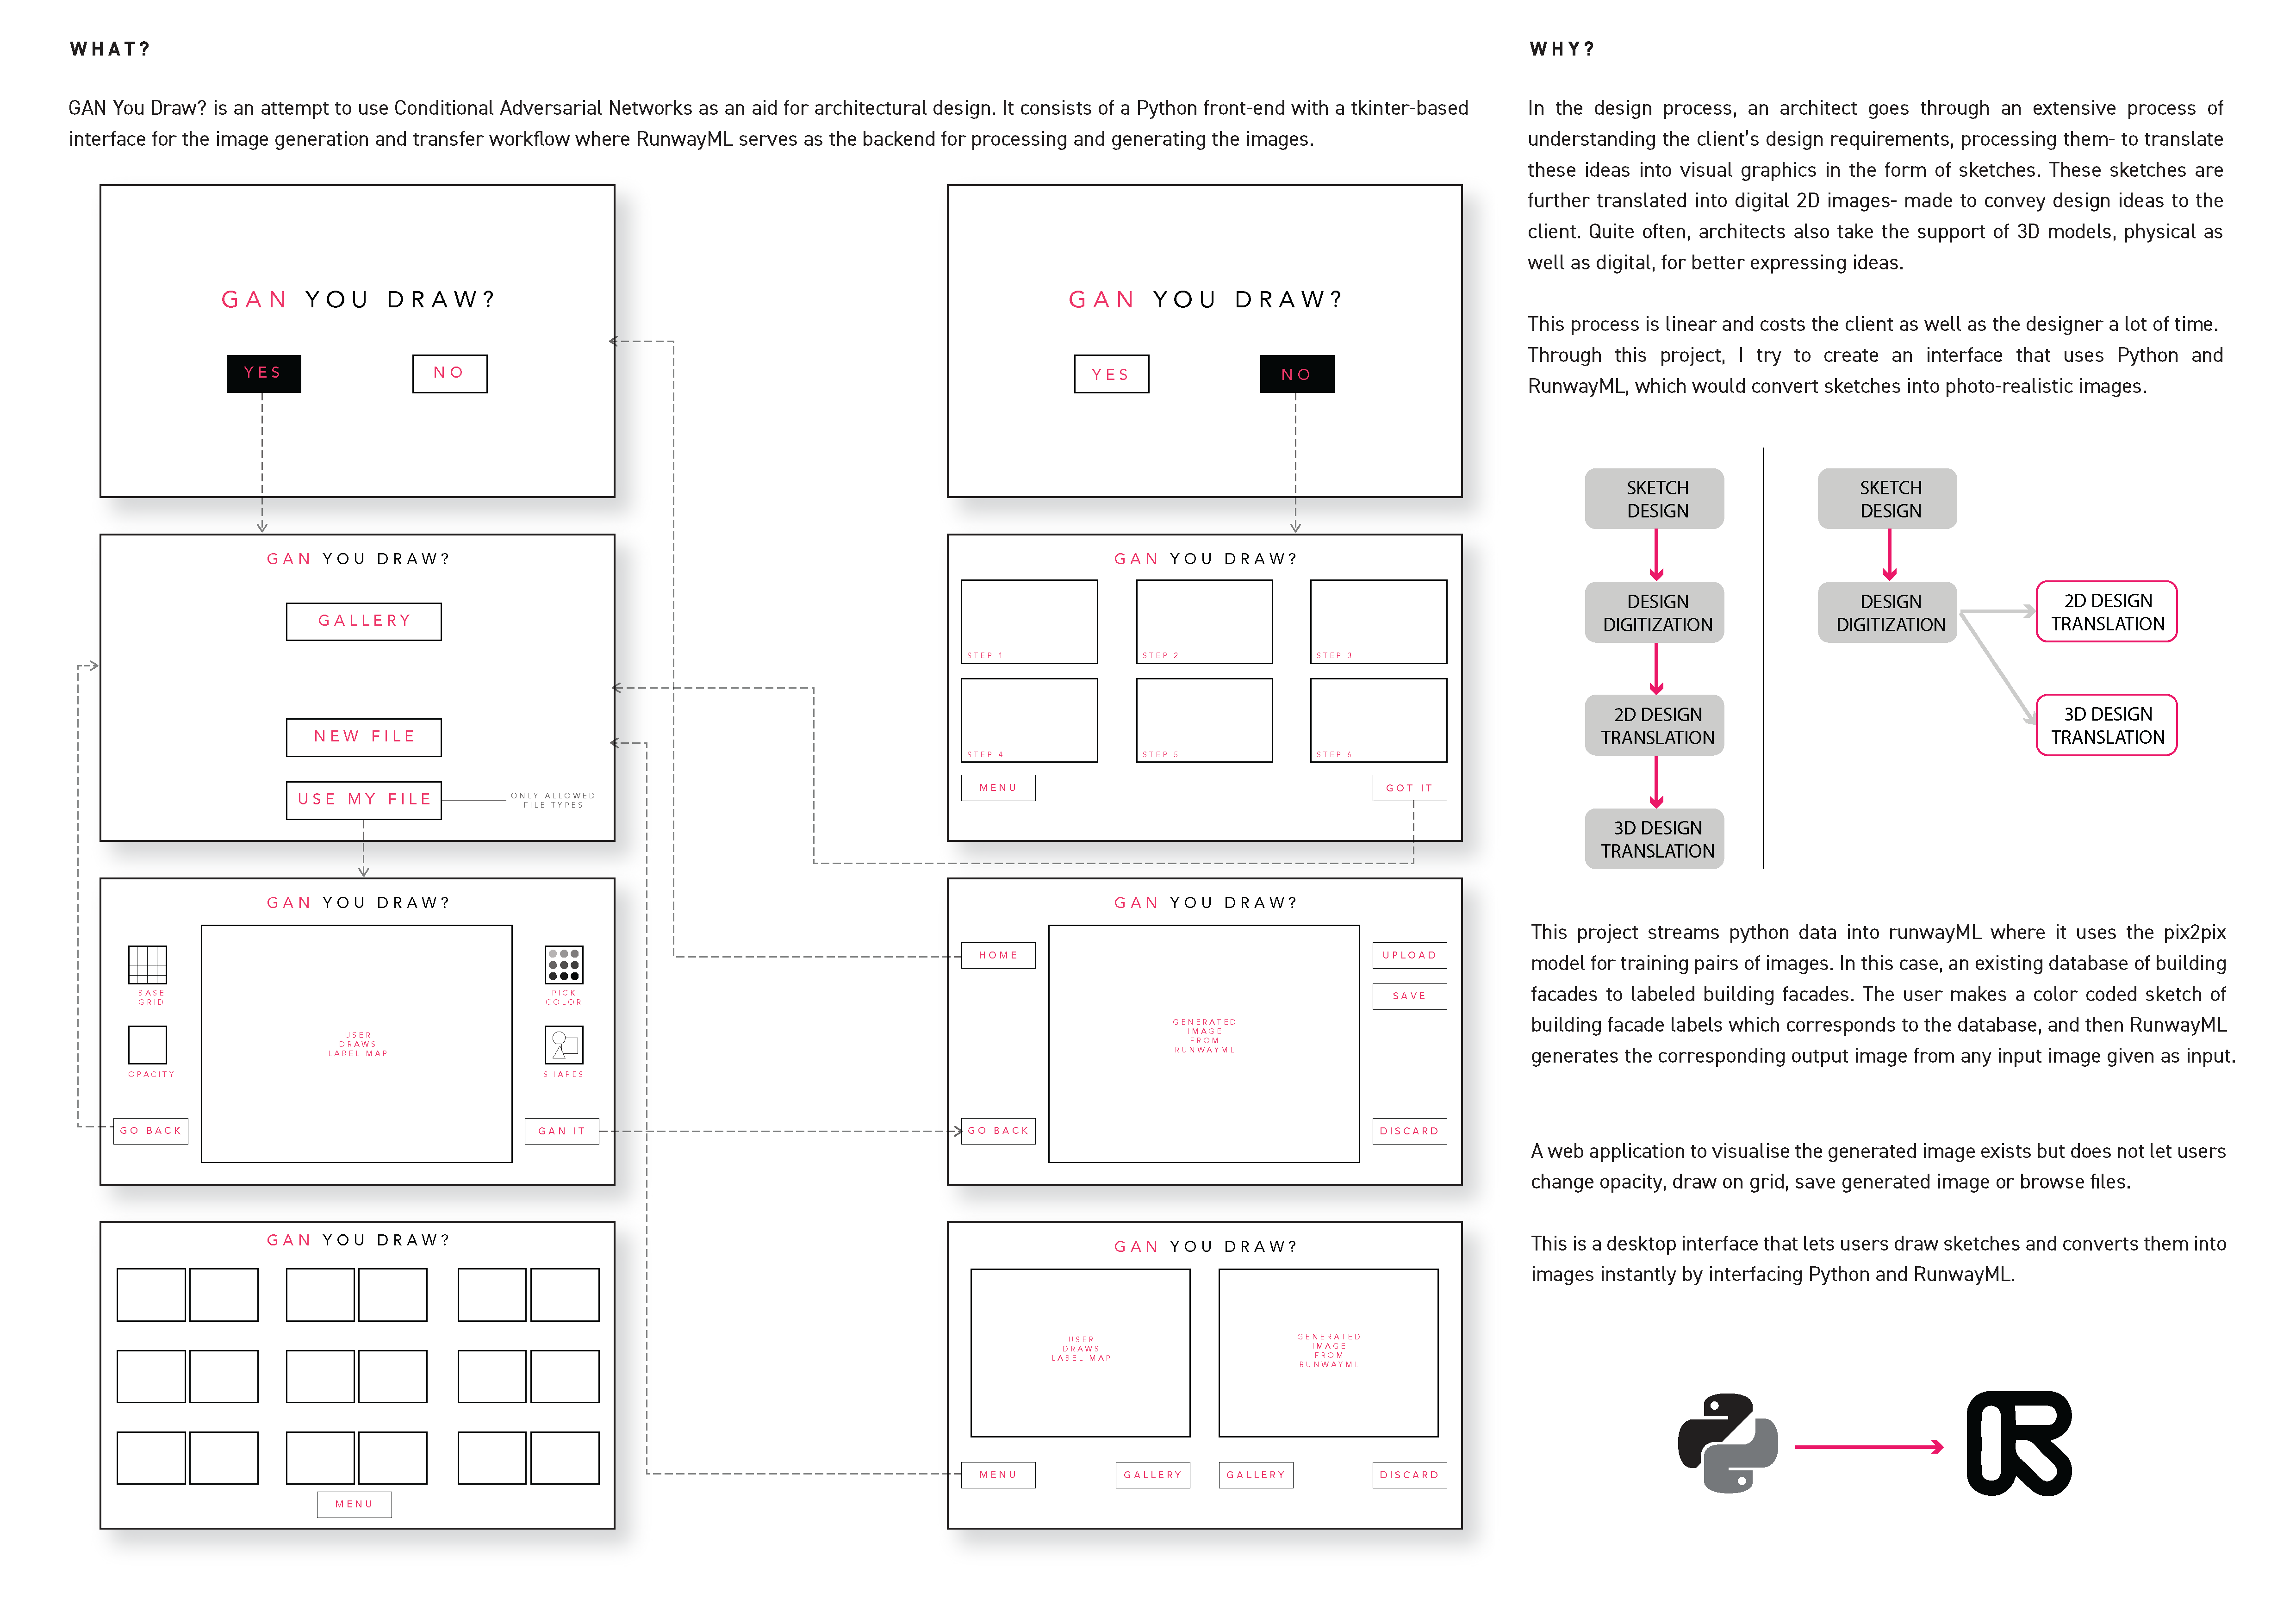 WHAT?
GAN You Draw? is an attempt to use Conditional Adversarial Networks as an aid for architectural design. It consists of a Python front-end with a tkinter-based
interface for the image generation and transfer workflow where RunwayML serves as the backend for processing and generating the images.
GAN YOU DRAW?
YES
NO
GAN YOU DRAW?
YES
NO
GAN YOU DRAW?
GALLERY
NEW FILE
USE MY FILE
ONLY ALLOWED
FILE TYPES
GAN YOU DRAW?
STEP 1
STEP 2
STEP 3
STEP 4
STEP 5
STEP 6
MENU
GOT IT
GAN YOU DRAW?
BASE
GRID
OPACITY
USER
DRAWS
LABEL MAP
PICK
COLOR
SHAPES
GO BACK
GAN IT
GAN YOU DRAW?
HOME
GENERATED
IMAGE
FROM
RUNWAYML
UPLOAD
SAVE
GO BACK
DISCARD
GAN YOU DRAW?
MENU
GAN YOU DRAW?
USER
DRAWS
LABEL MAP
GENERATED
IMAGE
FROM
RUNWAYML
MENU
GALLERY
GALLERY
DISCARD
WHY?
In the design process, an architect goes through an extensive process of
understanding the client's design requirements, processing them- to translate
these ideas into visual graphics in the form of sketches. These sketches are
further translated into digital 2D images- made to convey design ideas to the
client. Quite often, architects also take the support of 3D models, physical as
well as digital, for better expressing ideas.
This process is linear and costs the client as well as the designer a lot of time.
Through this project, I try to create an interface that uses Python and
RunwayML, which would convert sketches into photo-realistic images.
SKETCH
DESIGN
DESIGN
DIGITIZATION
2D DESIGN
TRANSLATION
3D DESIGN
TRANSLATION
SKETCH
DESIGN
DESIGN
DIGITIZATION
2D DESIGN
TRANSLATION
3D DESIGN
TRANSLATION
This project streams python data into runwayML where it uses the pix2pix
model for training pairs of images. In this case, an existing database of building
facades to labeled building facades. The user makes a color coded sketch of
building facade labels which corresponds to the database, and then RunwayML
generates the corresponding output image from any input image given as input.
A web application to visualise the generated image exists but does not let users
change opacity, draw on grid, save generated image or browse files.
This is a desktop interface that lets users draw sketches and converts them into
images instantly by interfacing Python and RunwayML.